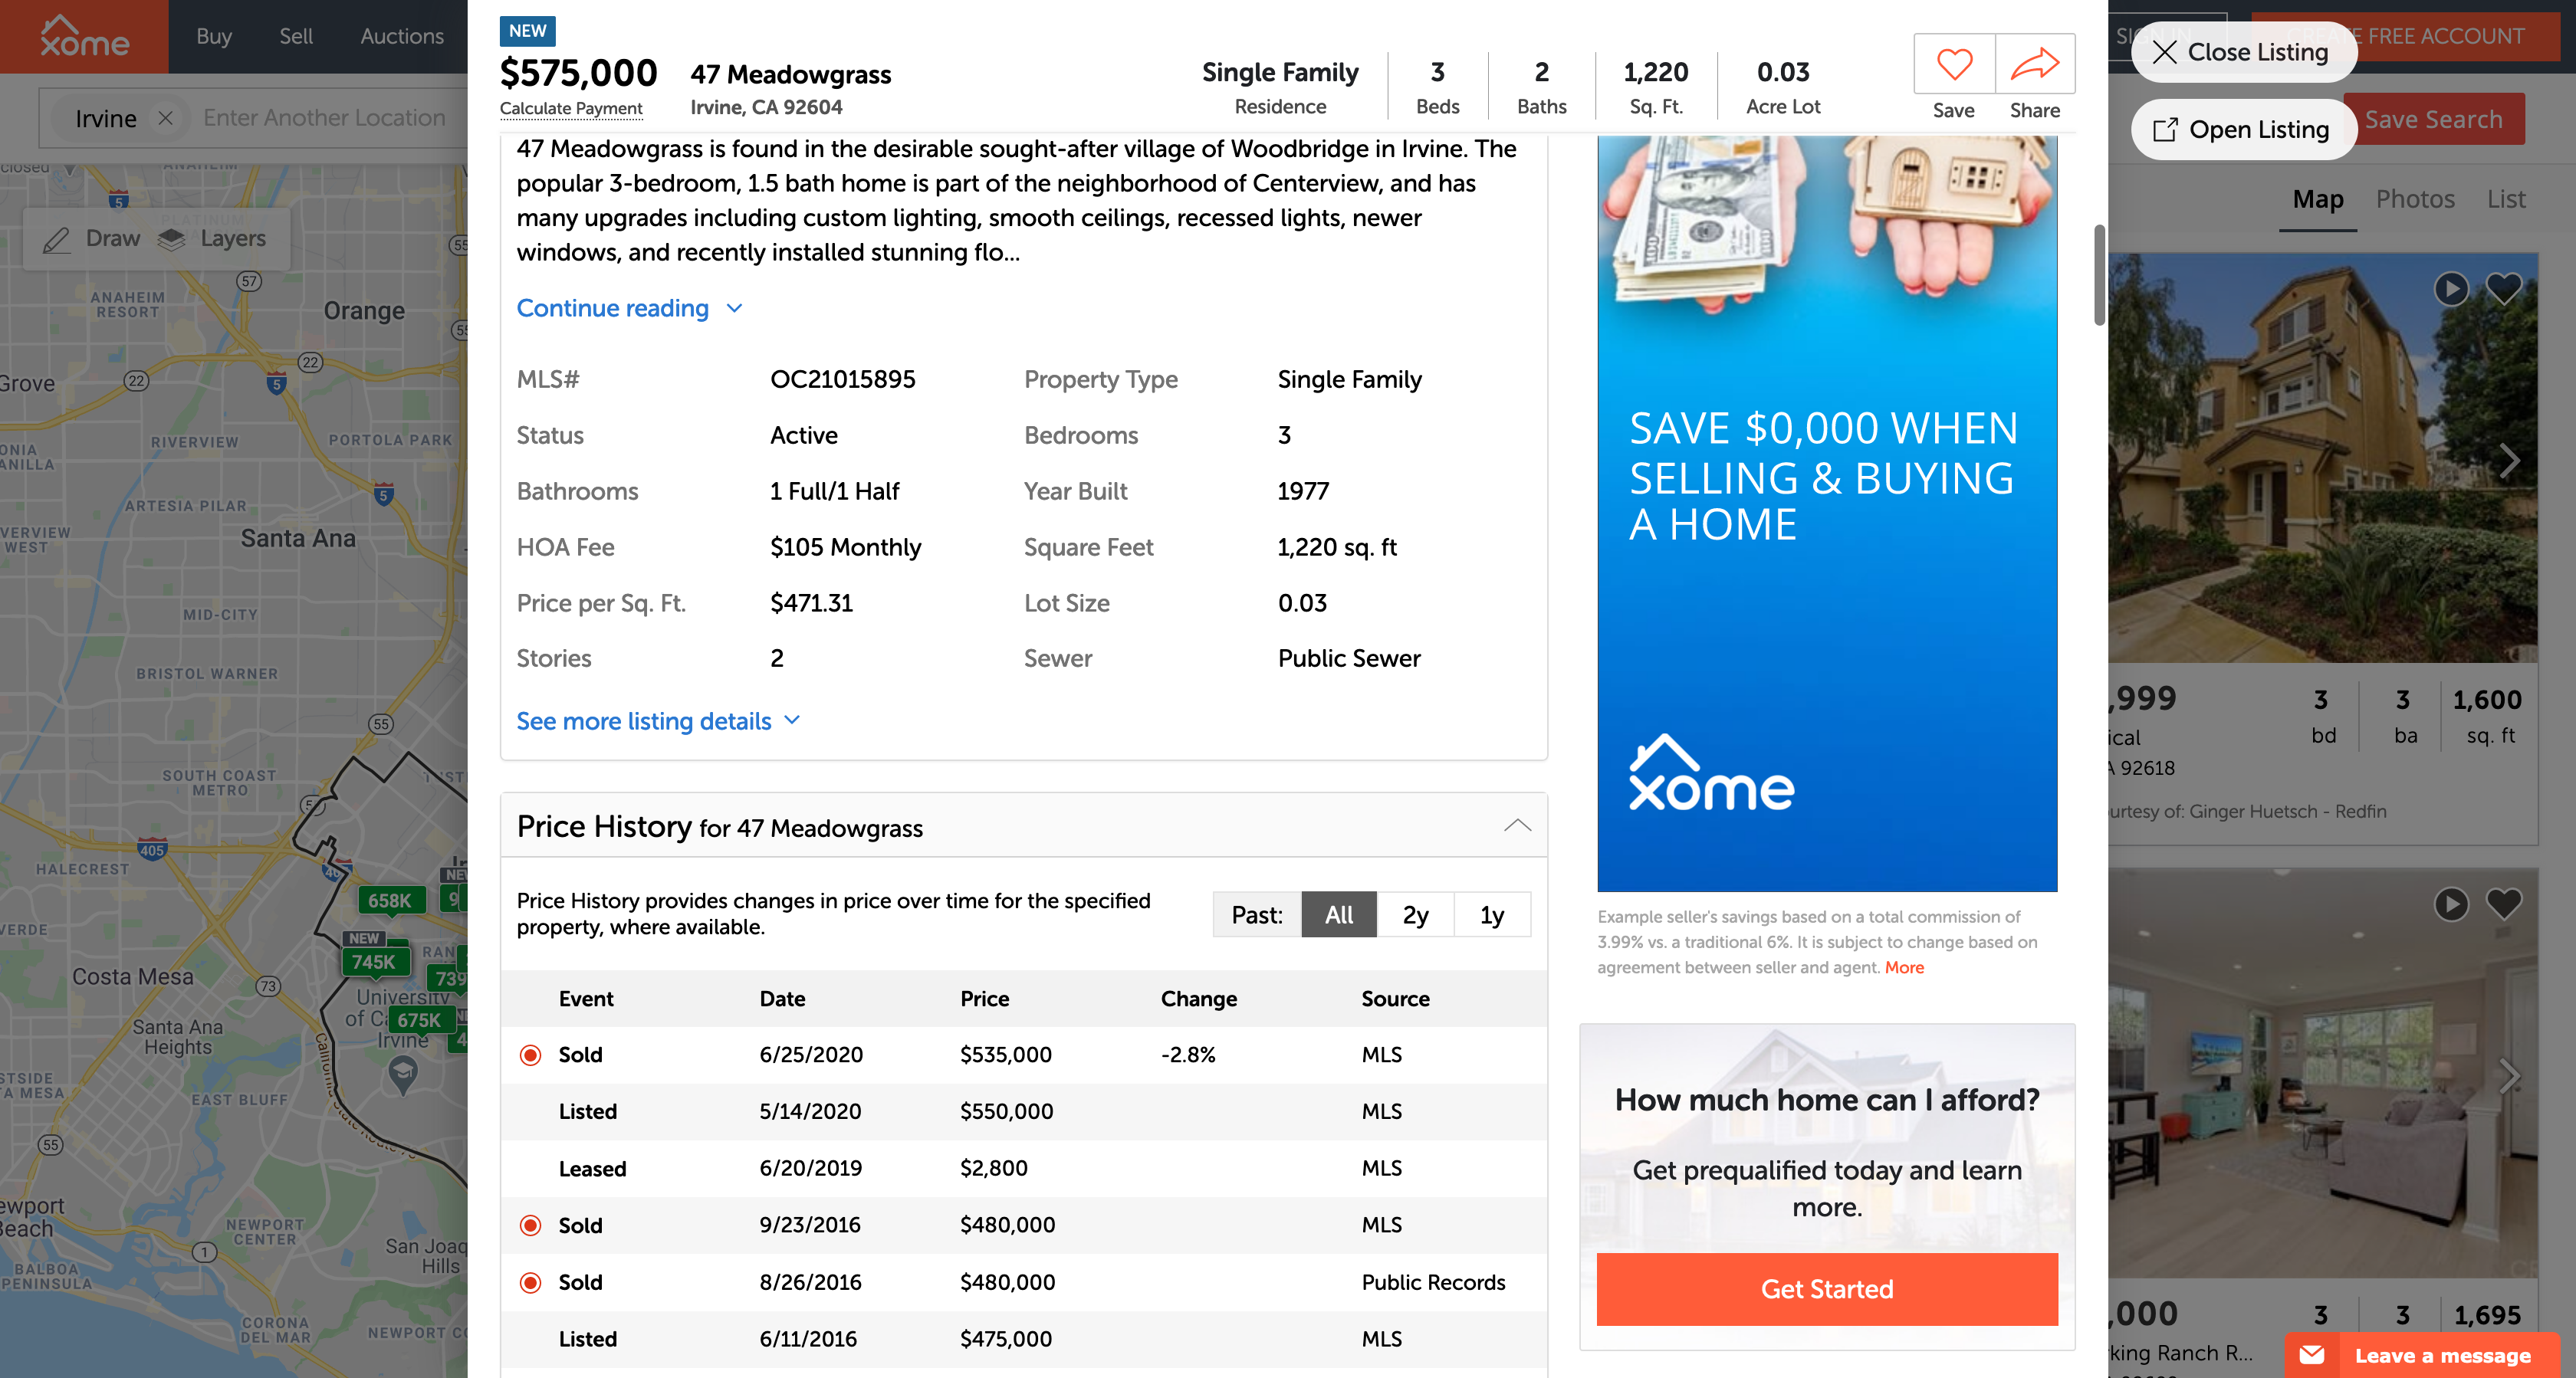 xome
Buy
Sell
Auctions
Irvine
Enter Another Location
Draw
Layers
NEW
$575,000
Calculate Payment
47 Meadowgrass
Irvine, CA 92604
Single Family
Residence
3
Beds
2
Baths
1,220
Sq. Ft.
0.03
Acre Lot
Save
Share
Close Listing
Open Listing
CREATE FREE ACCOUNT
Save Search
Map
Photos
List
47 Meadowgrass is found in the desirable sought-after village of Woodbridge in Irvine. The
popular 3-bedroom, 1.5 bath home is part of the neighborhood of Centerview, and has
many upgrades including custom lighting, smooth ceilings, recessed lights, newer
windows, and recently installed stunning flo...
Continue reading
MLS# OC21015895 Property Type Single Family
Status Active Bedrooms 3
Bathrooms 1 Full/1 Half Year Built 1977
HOA Fee $105 Monthly Square Feet 1,220 sq. ft
Price per Sq. Ft. $471.31 Lot Size 0.03
Stories 2 Sewer Public Sewer
See more listing details
Price History for 47 Meadowgrass
Price History provides changes in price over time for the specified
property, where available.
Past: All 2y 1y
Event Date Price Change Source
Sold 6/25/2020 $535,000 -2.8% MLS
Listed 5/14/2020 $550,000 MLS
Leased 6/20/2019 $2,800 MLS
Sold 9/23/2016 $480,000 MLS
Sold 8/26/2016 $480,000 Public Records
Listed 6/11/2016 $475,000 MLS
SAVE $0,000 WHEN
SELLING & BUYING
A HOME
xome
Example seller's savings based on a total commission of
3.99% vs. a traditional 6%. It is subject to change based on
agreement between seller and agent. More
How much home can I afford?
Get prequalified today and learn
more.
Get Started
,999
3
bd
3
ba
1,600
sq. ft
A 92618
Ginger Huetsch - Redfin
,000
3
3
1,695
Ranch R...
Leave a message
ANAHEIM
RESORT
Orange
57
55
5
22
22
5
RIVERVIEW
PORTOLA PARK
ARTESIA PILAR
5
Santa Ana
MID-CITY
BRISTOL WARNER
55
SOUTH COAST
METRO
405
HALECREST
658K
NEW
745K
739
675K
Costa Mesa
73
University
Irvine
Santa Ana
Heights
EAST BLUFF
55
NEWPORT
CENTER
1
Hills
BALBOA
PENINSULA
CORONA
DEL MAR